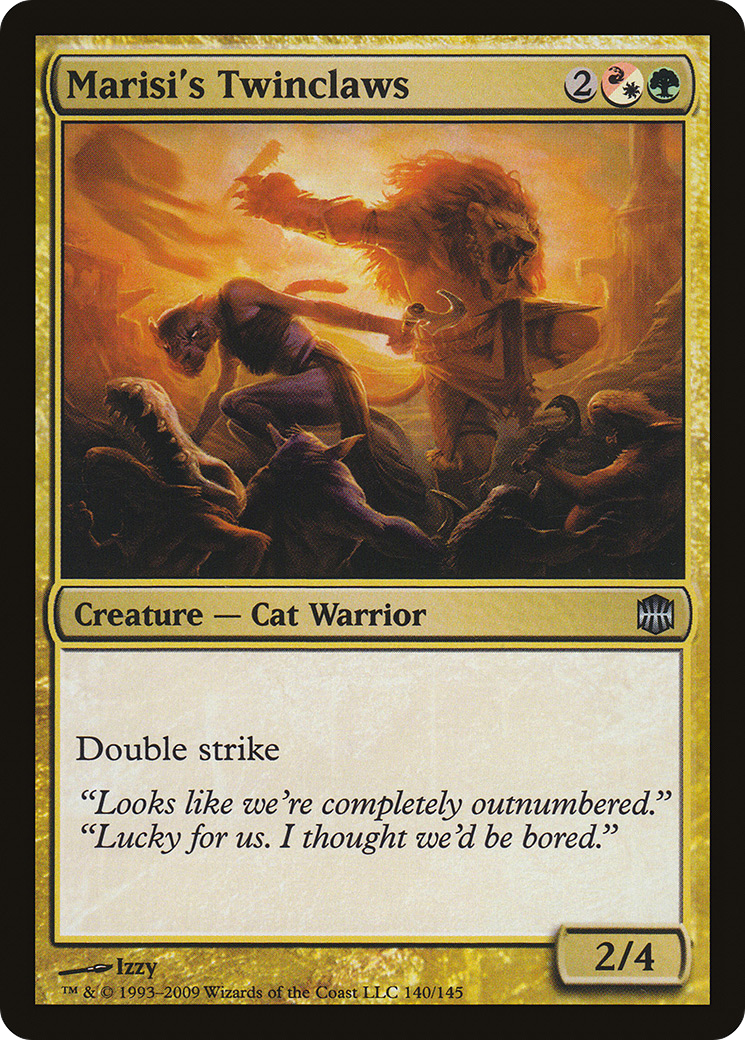 Marisi's Twinclaws 2
Creature — Cat Warrior
Double strike
“Looks like we're completely outnumbered.”
“Lucky for us. I thought we'd be bored.”
2/4
Izzy
™ & © 1993–2009 Wizards of the Coast LLC 140/145